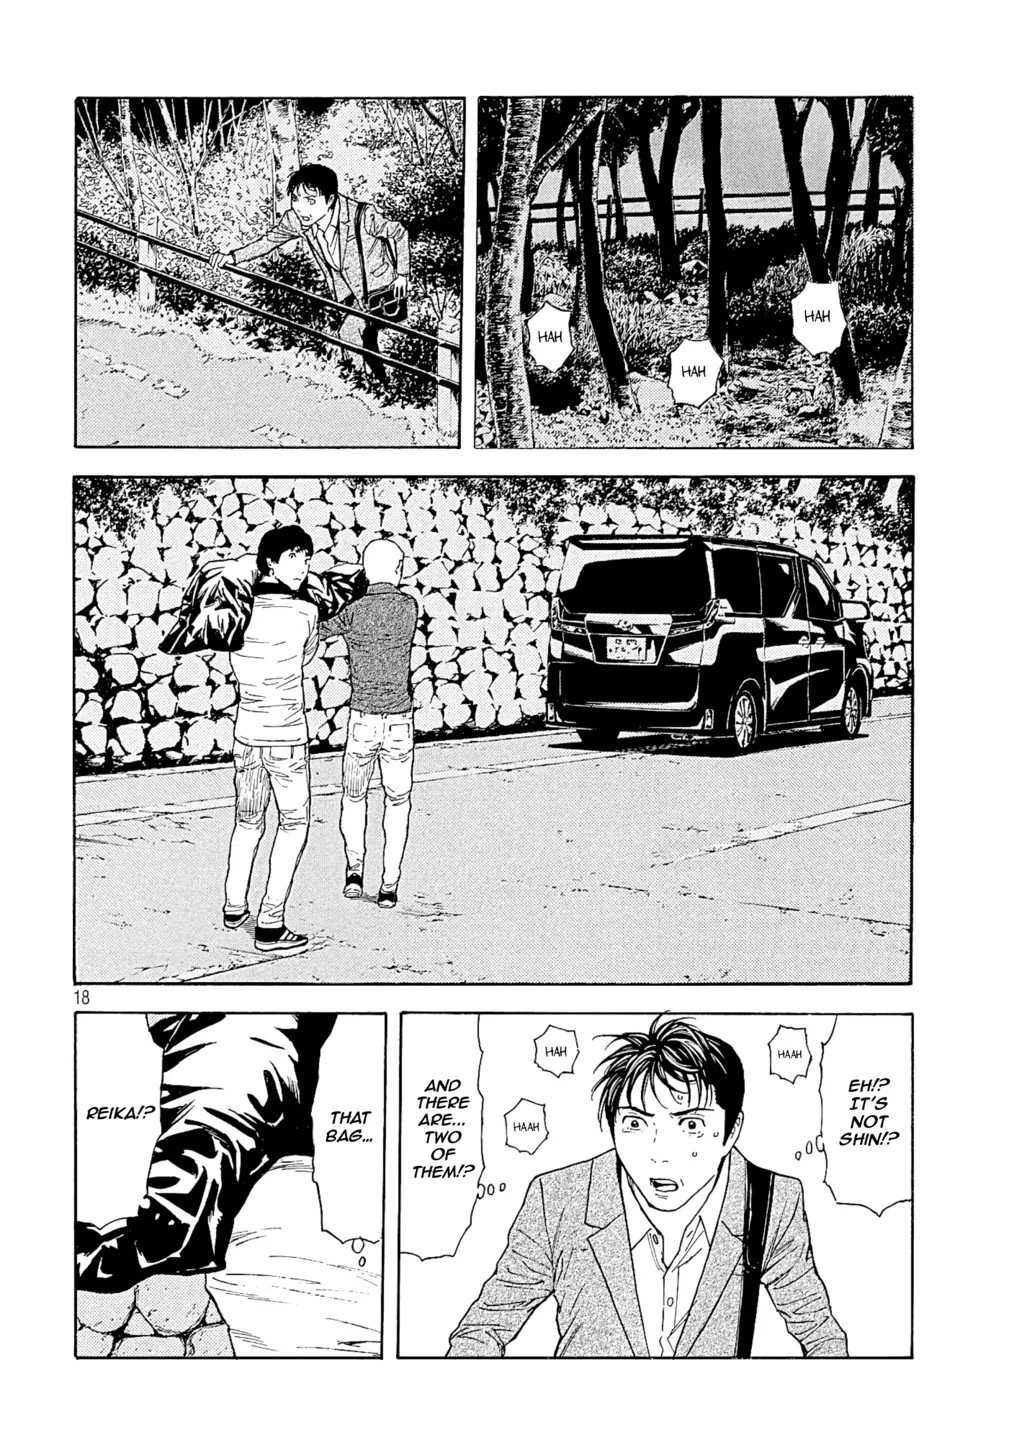 HAH
HAH
HAH
EH!?
IT'S
NOT
SHIN!?
HAAH
HAH
HAAH
AND
THERE
ARE...
TWO
OF
THEM!?
THAT
BAG...
REIKA!?
18